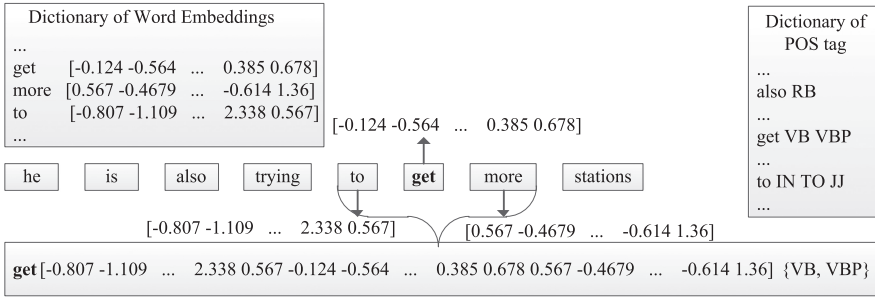 Dictionary of Word Embeddings
...
get [-0.124 -0.564 ... 0.385 0.678]
more [0.567 -0.4679 ... -0.614 1.36]
to [-0.807 -1.109 ... 2.338 0.567]
...
Dictionary of
POS tag
...
also RB
...
get VB VBP
...
to IN TO JJ
...
[-0.124 -0.564 ... 0.385 0.678]
he is also trying to get more stations
[-0.807 -1.109 ... 2.338 0.567] [0.567 -0.4679 ... -0.614 1.36]
get [-0.807 -1.109 ... 2.338 0.567 -0.124 -0.564 ... 0.385 0.678 0.567 -0.4679 ... -0.614 1.36] {VB, VBP}